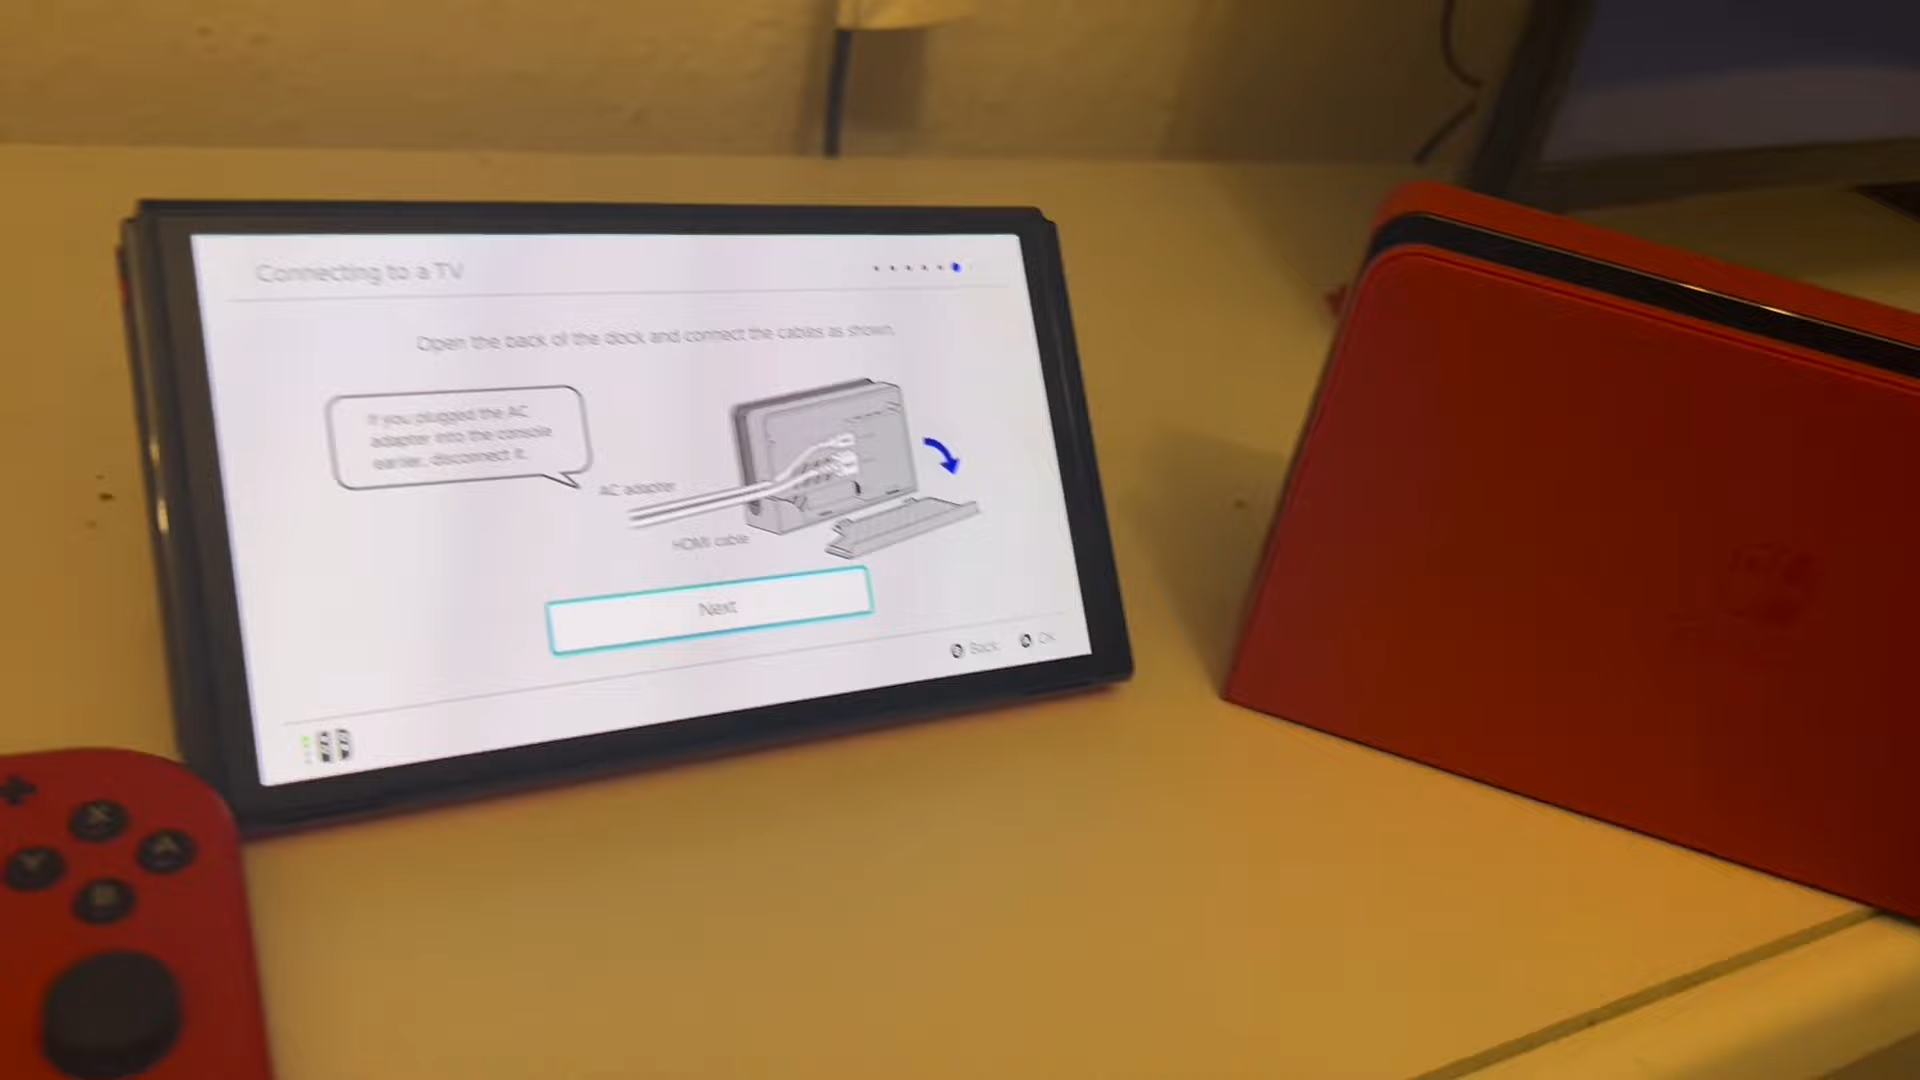 Connecting to a TV
Open the back of the dock and connect the cables as shown.
If you plugged the AC
adapter into the console
earlier, disconnect it.
AC adapter
HDMI cable
Next
Back
OK
X
Y
A
B